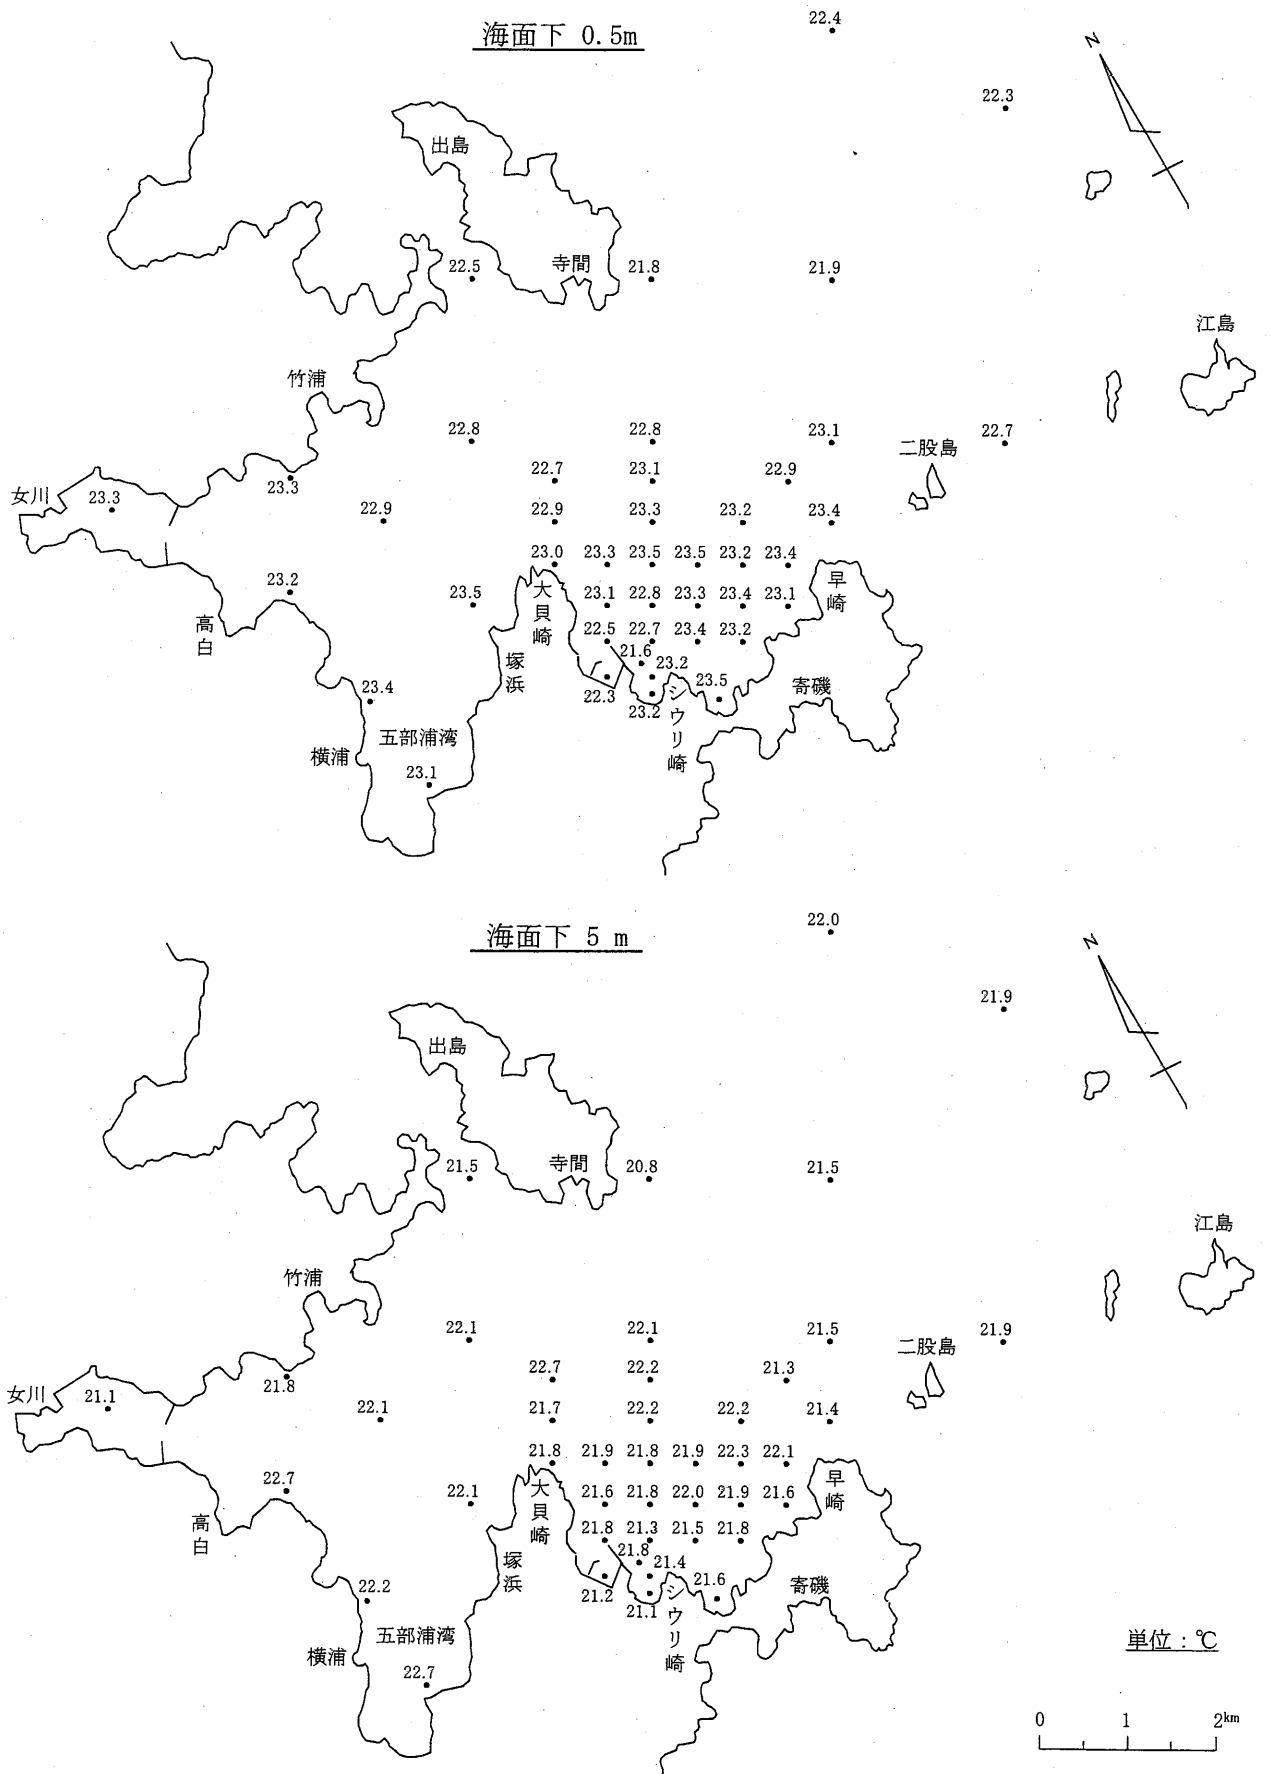 海面下 0.5m
22.4
22.3
N
出島
22.5
寺間
21.8
21.9
江島
竹浦
22.8
22.8
23.1
22.7
二股島
22.7
23.1
22.9
女川
23.3
23.3
22.9
22.9
23.3
23.2
23.4
23.0
23.3
23.5
23.5
23.2
23.4
23.2
23.5
大貝崎
23.1
22.8
23.3
23.4
23.1
早崎
高白
22.5
22.7
23.4
23.2
塚浜
21.6
23.2
22.3
23.2
シウリ崎
23.5
寄磯
23.4
五部浦湾
横浦
23.1
海面下 5 m
22.0
21.9
N
出島
21.5
寺間
20.8
21.5
江島
竹浦
22.1
22.1
21.5
21.9
二股島
22.7
22.2
21.3
女川
21.1
21.8
22.1
21.7
22.2
22.2
21.4
21.8
21.9
21.8
21.9
22.3
22.1
22.7
22.1
大貝崎
21.6
21.8
22.0
21.9
21.6
早崎
高白
21.8
21.3
21.5
21.8
塚浜
21.8
21.4
21.2
21.1
シウリ崎
21.6
寄磯
22.2
五部浦湾
横浦
22.7
単位：℃
0 1 2km